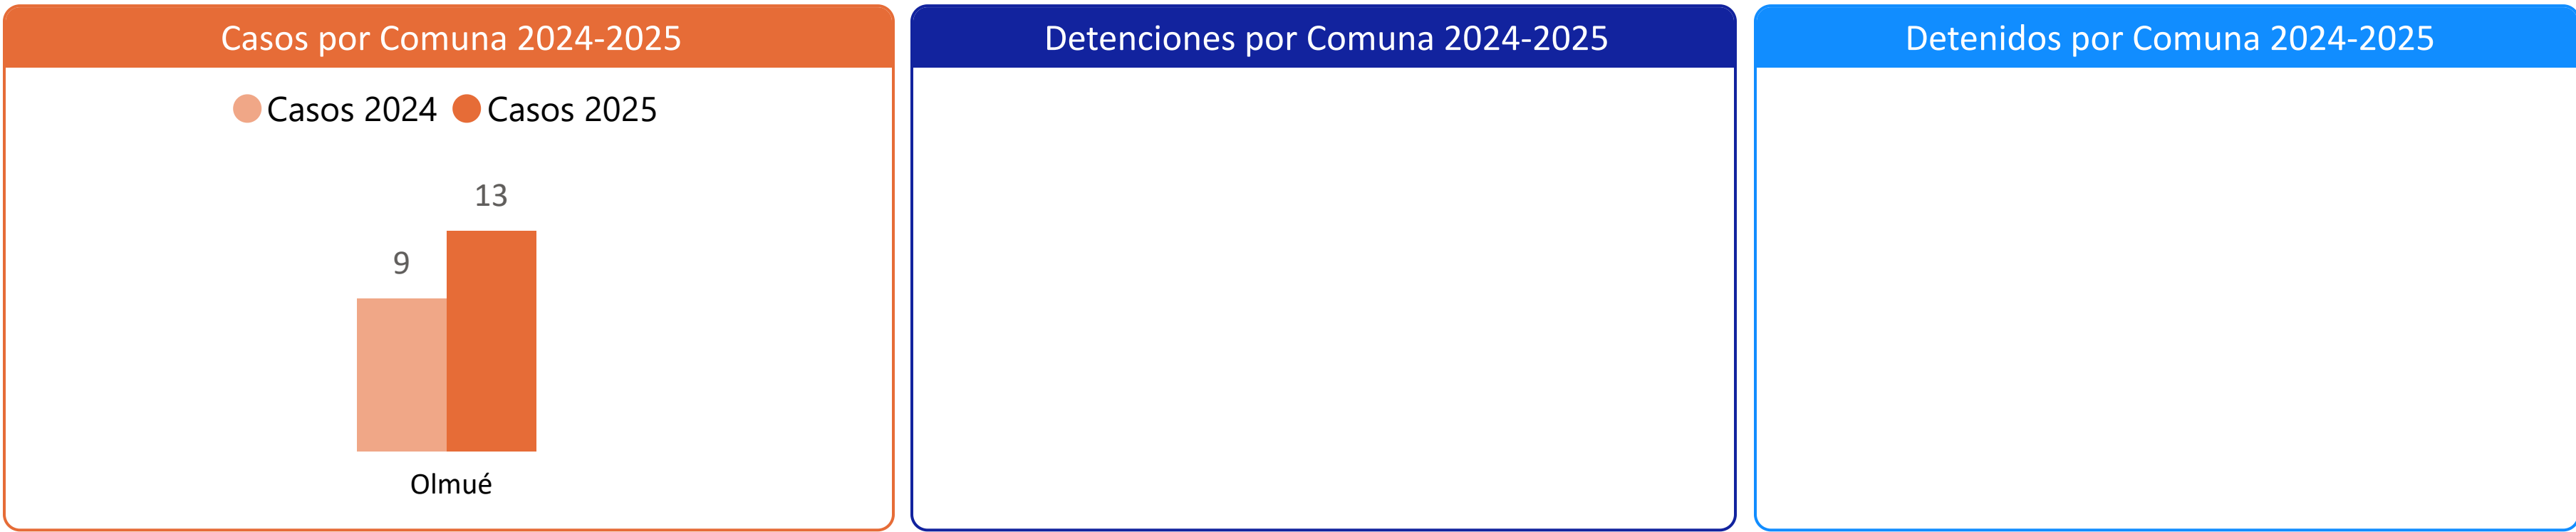 Casos por Comuna 2024-2025
Casos 2024 Casos 2025
13
9
Olmué
Detenciones por Comuna 2024-2025
Detenidos por Comuna 2024-2025